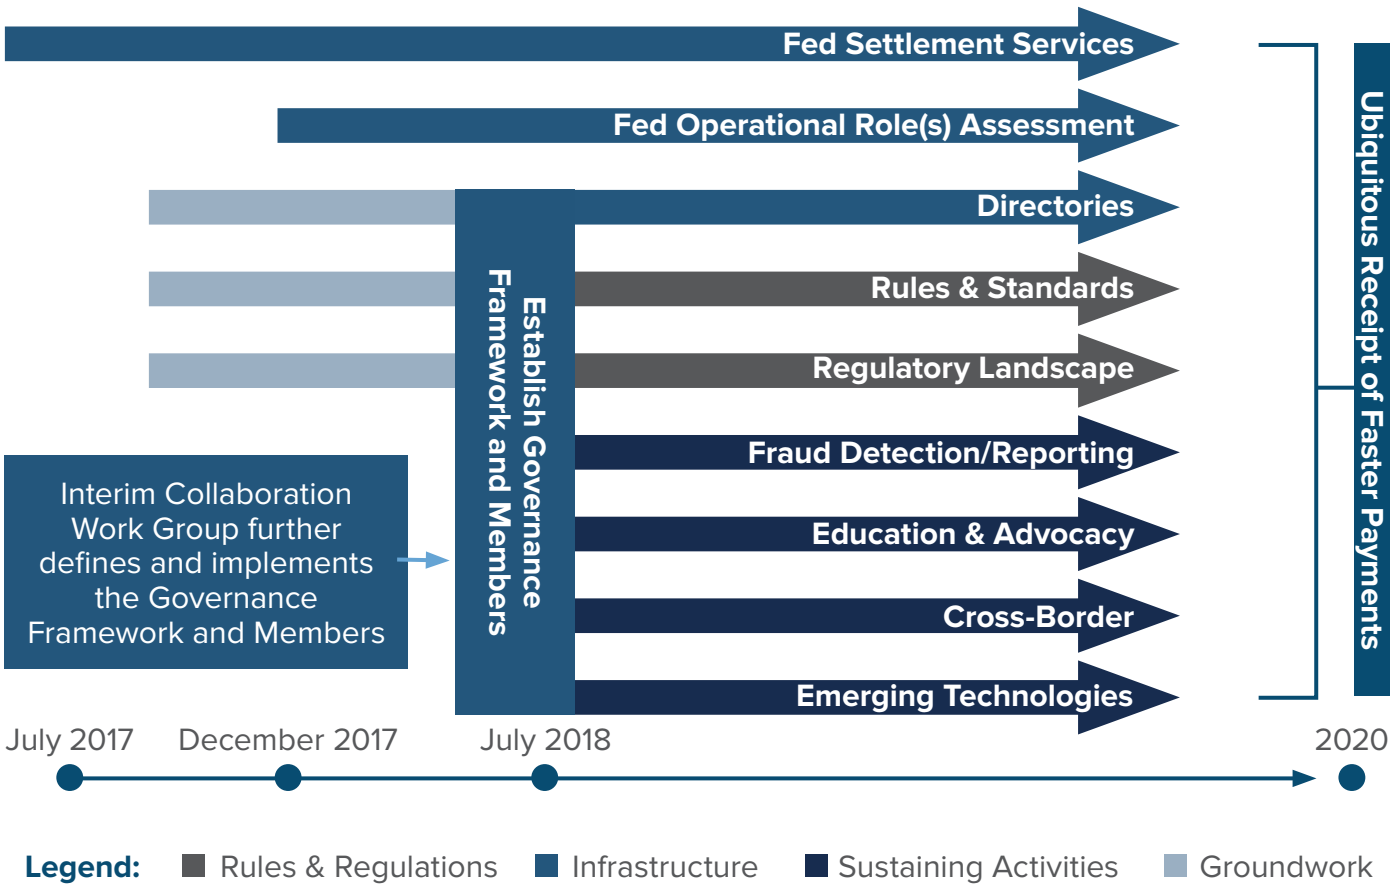 Fed Settlement Services
Fed Operational Role(s) Assessment
Directories
Rules & Standards
Regulatory Landscape
Fraud Detection/Reporting
Education & Advocacy
Cross-Border
Emerging Technologies
Establish Governance
Framework and Members
Interim Collaboration
Work Group further
defines and implements
the Governance
Framework and Members
Ubiquitous Receipt of Faster Payments
July 2017
December 2017
July 2018
2020
Legend:
Rules & Regulations
Infrastructure
Sustaining Activities
Groundwork